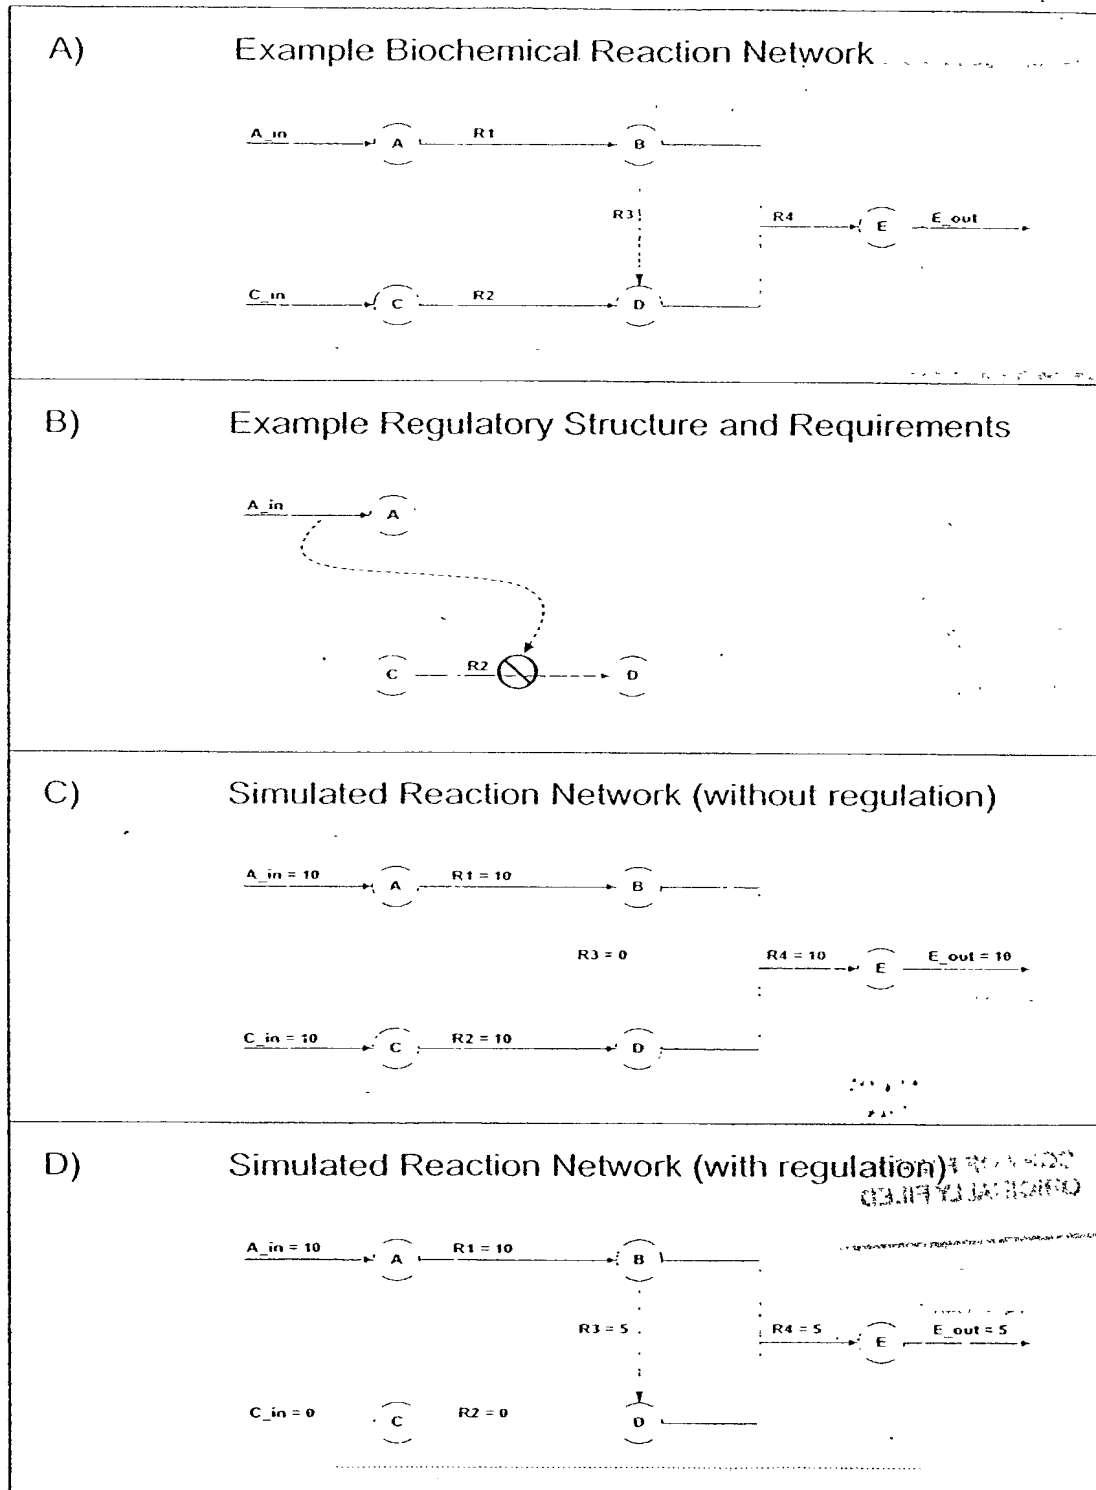 A) Example Biochemical Reaction Network
A_in A R1 B
R3 R4 E E_out
C_in C R2 D
B) Example Regulatory Structure and Requirements
A_in A
C R2 D
C) Simulated Reaction Network (without regulation)
A_in = 10 A R1 = 10 B
R3 = 0 R4 = 10 E E_out = 10
C_in = 10 C R2 = 10 D
D) Simulated Reaction Network (with regulation)
ORIGINALLY FILED
A_in = 10 A R1 = 10 B
R3 = 5 R4 = 5 E E_out = 5
C_in = 0 C R2 = 0 D